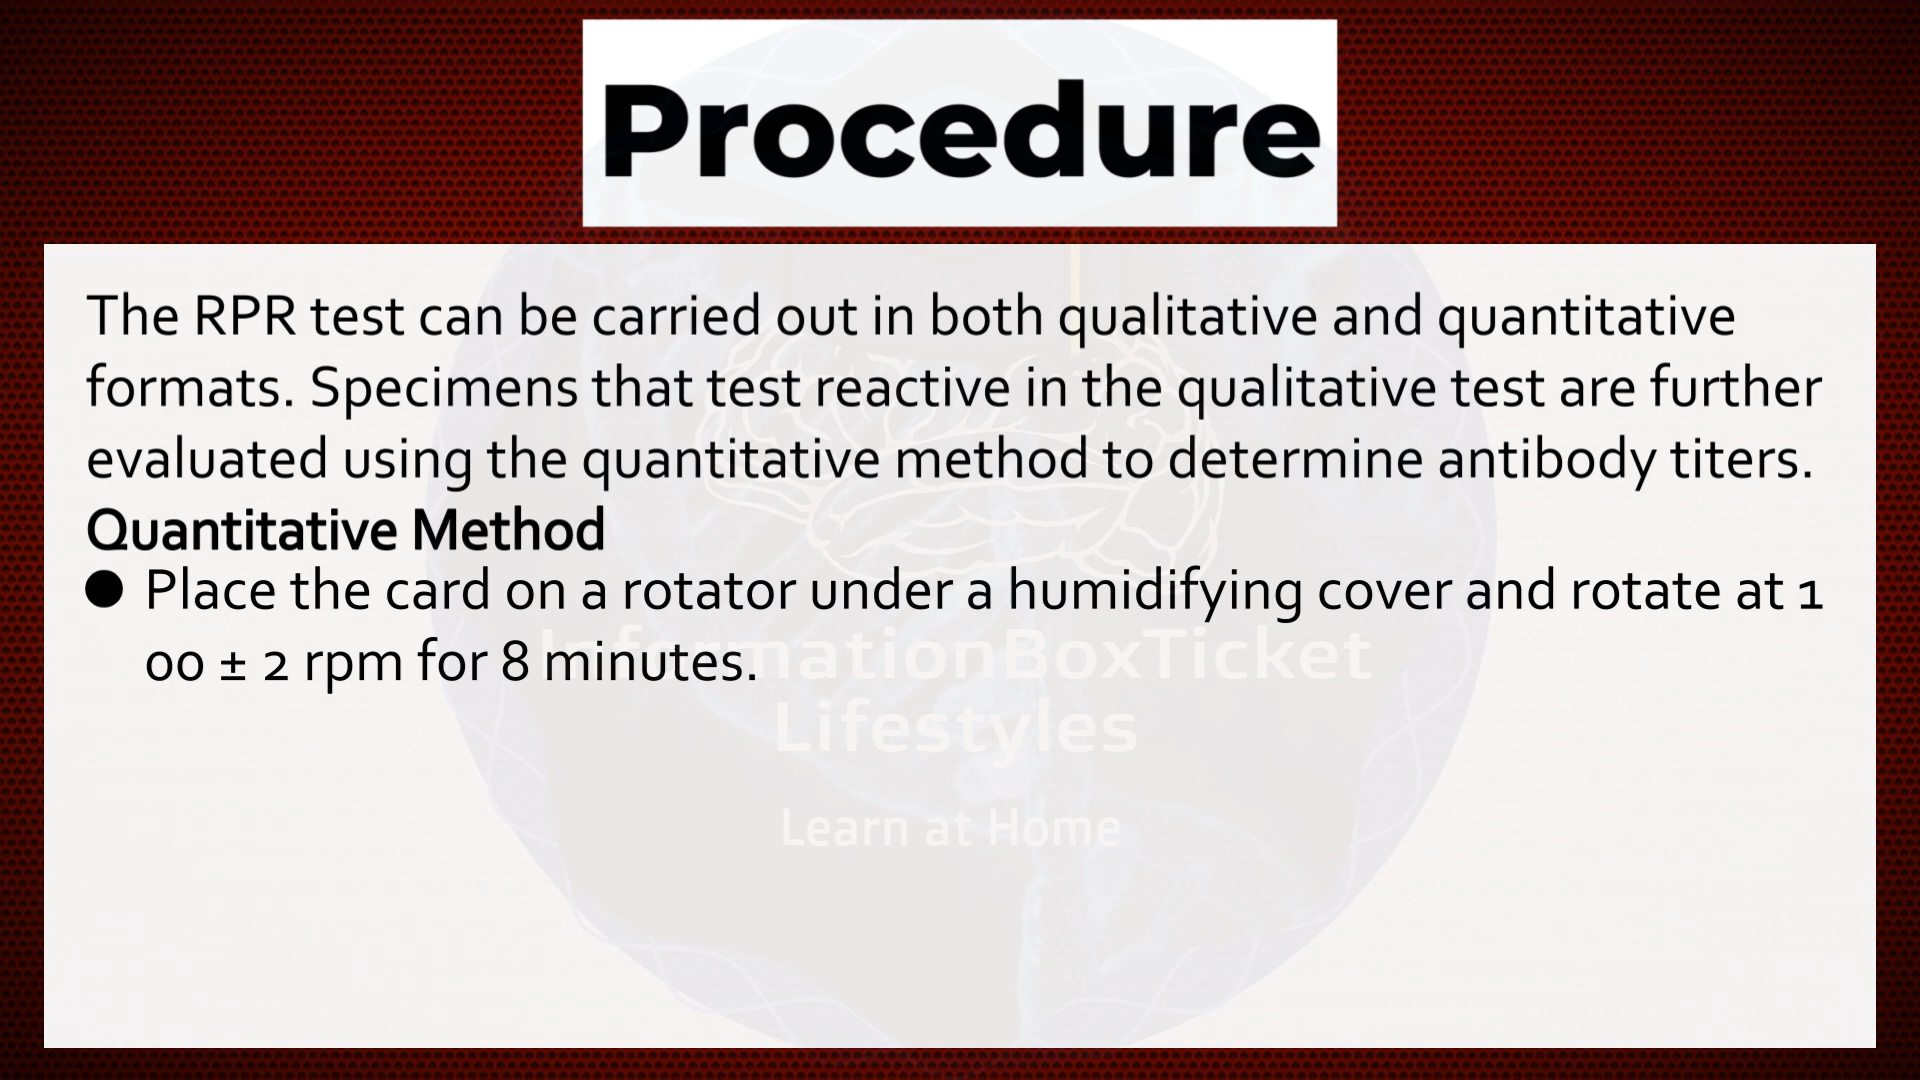 Procedure
The RPR test can be carried out in both qualitative and quantitative
formats. Specimens that test reactive in the qualitative test are further
evaluated using the quantitative method to determine antibody titers.
Quantitative Method
● Place the card on a rotator under a humidifying cover and rotate at 1
00 ± 2 rpm for 8 minutes.
InformationBoxTicket
Lifestyles
Learn at Home